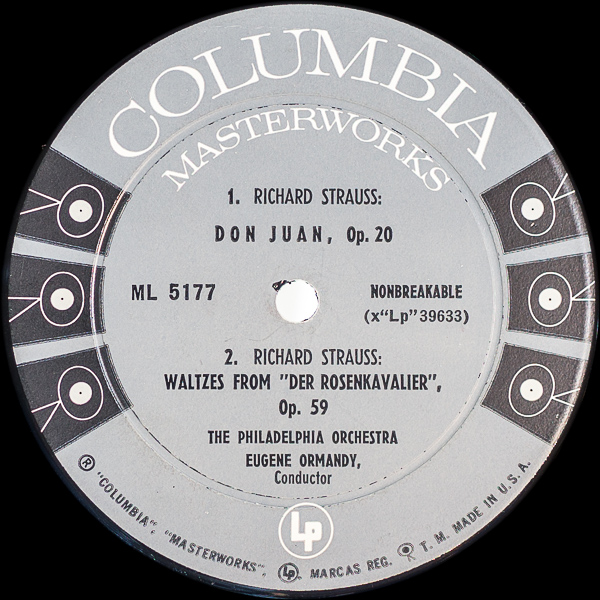 COLUMBIA
MASTERWORKS
1. RICHARD STRAUSS:
DON JUAN, Op. 20
ML 5177
NONBREAKABLE
(x"Lp"39633)
2. RICHARD STRAUSS:
WALTZES FROM "DER ROSENKAVALIER",
Op. 59
THE PHILADELPHIA ORCHESTRA
EUGENE ORMANDY,
Conductor
Lp
® "COLUMBIA", "MASTERWORKS", Lp, MARCAS REG. T. M. MADE IN U.S.A.